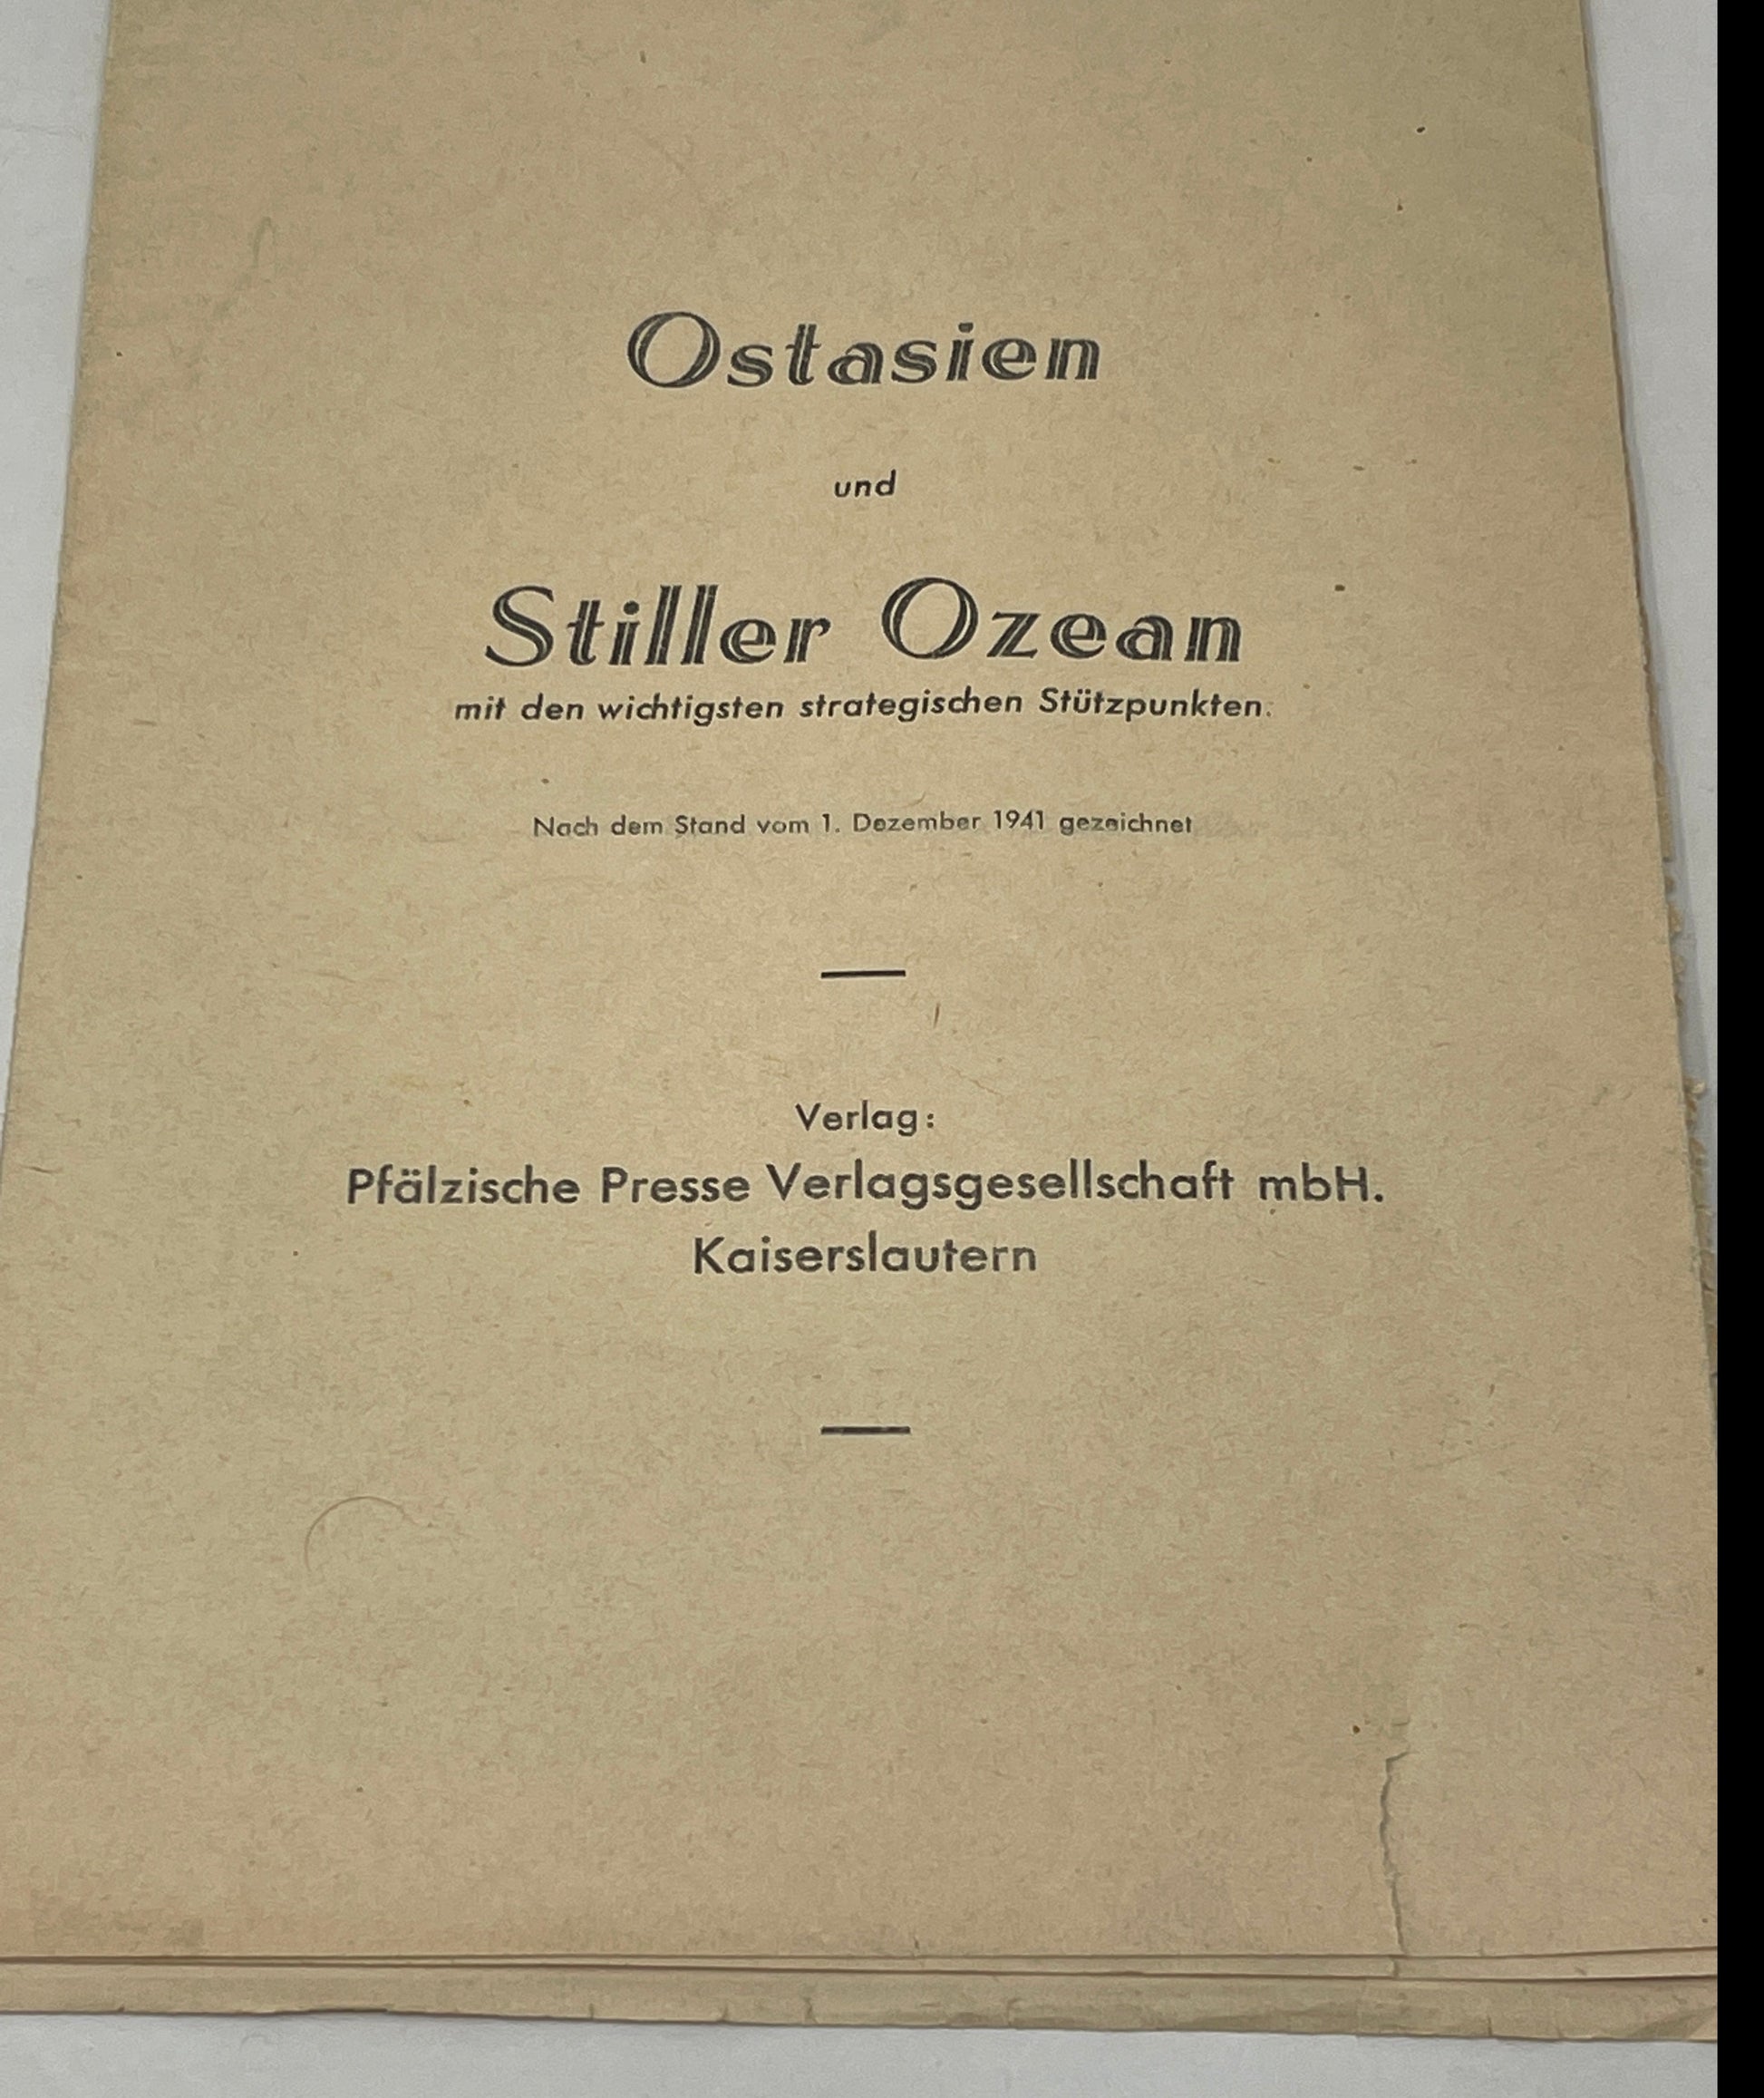 Ostasien
und
Stiller Ozean
mit den wichtigsten strategischen Stützpunkten.
Nach dem Stand vom 1. Dezember 1941 gezeichnet
Verlag:
Pfälzische Presse Verlagsgesellschaft mbH.
Kaiserslautern